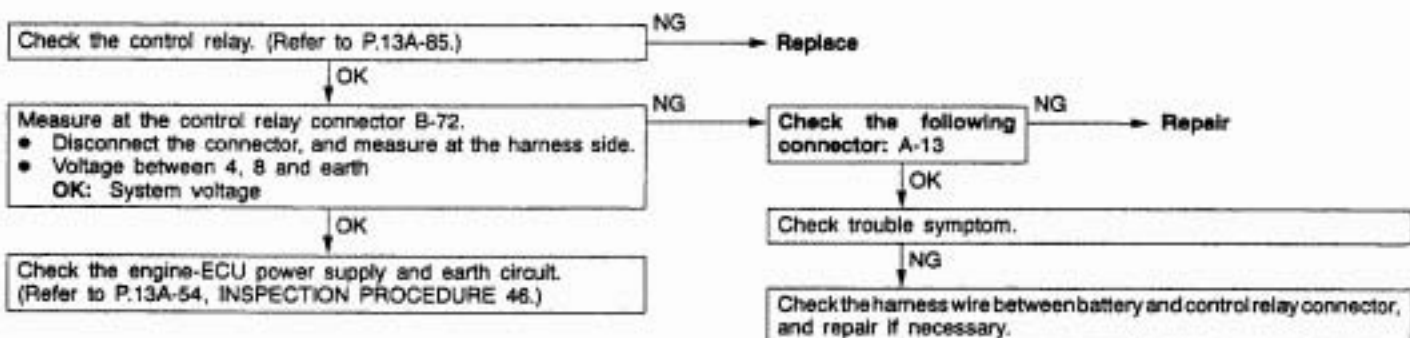 Check the control relay. (Refer to P.13A-85.)
NG
Replace
OK
Measure at the control relay connector B-72.
● Disconnect the connector, and measure at the harness side.
● Voltage between 4, 8 and earth
OK: System voltage
NG
Check the following
connector: A-13
NG
Repair
OK
Check trouble symptom.
NG
Check the harness wire between battery and control relay connector,
and repair if necessary.
OK
Check the engine-ECU power supply and earth circuit.
(Refer to P.13A-54, INSPECTION PROCEDURE 46.)